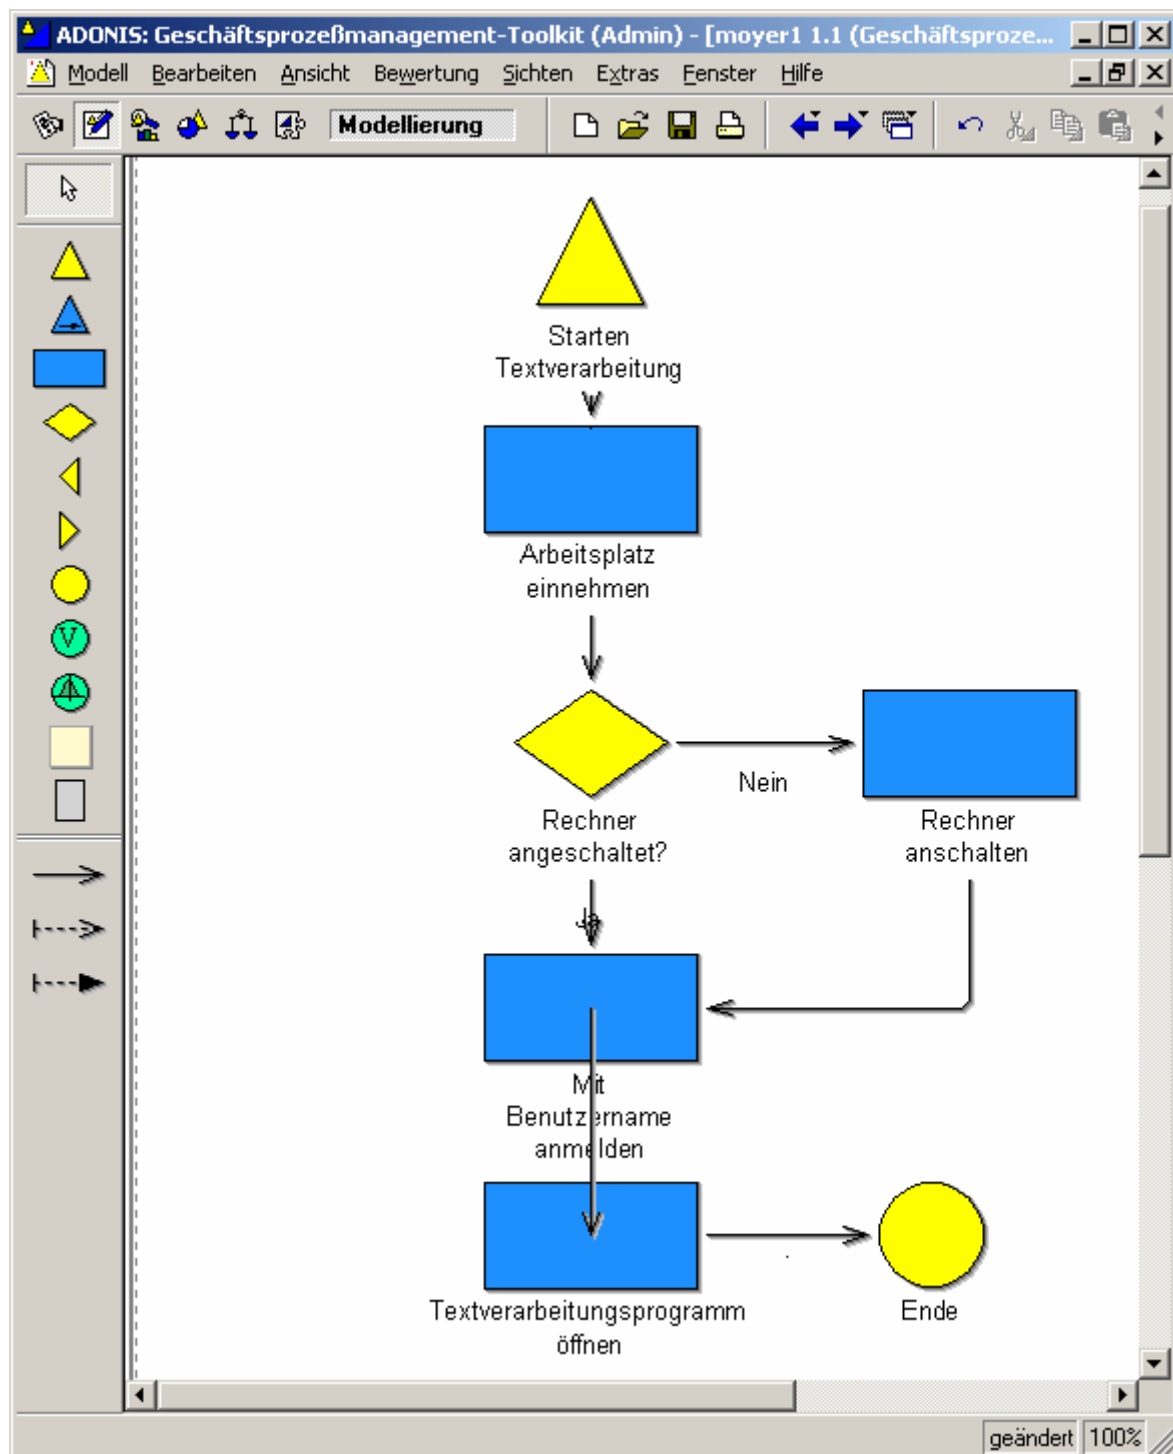 ADONIS: Geschäftsprozeßmanagement-Toolkit (Admin) - [moyer1 1.1 (Geschäftsproze...
Modell Bearbeiten Ansicht Bewertung Sichten Extras Fenster Hilfe
Modellierung
Starten
Textverarbeitung
Arbeitsplatz
einnehmen
Nein
Rechner
angeschaltet?
Rechner
anschalten
Ja
Mit
Benutzername
anmelden
Textverarbeitungsprogramm
öffnen
Ende
geändert 100%